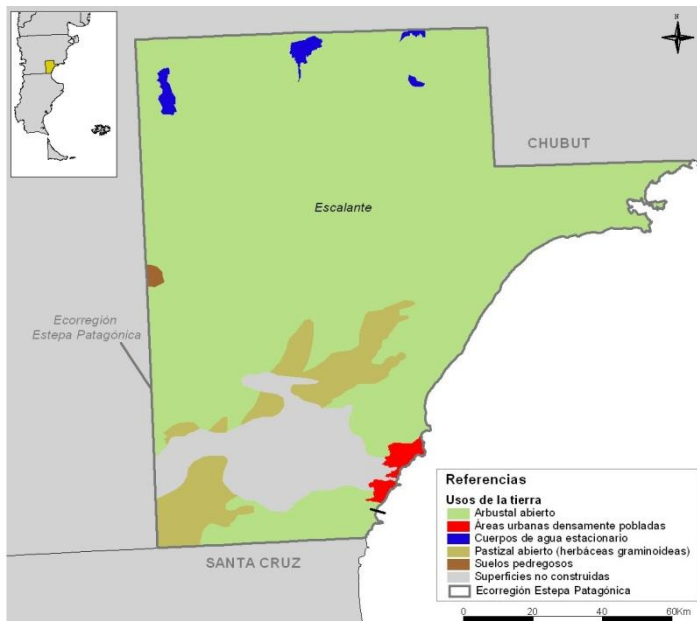 CHUBUT
Escalante
Ecorregión
Estepa Patagónica
SANTA CRUZ
Referencias
Usos de la tierra
Arbustal abierto
Áreas urbanas densamente pobladas
Cuerpos de agua estacionario
Pastizal abierto (herbáceas graminoideas)
Suelos pedregosos
Superficies no construidas
Ecorregión Estepa Patagónica
0 20 40 60Km